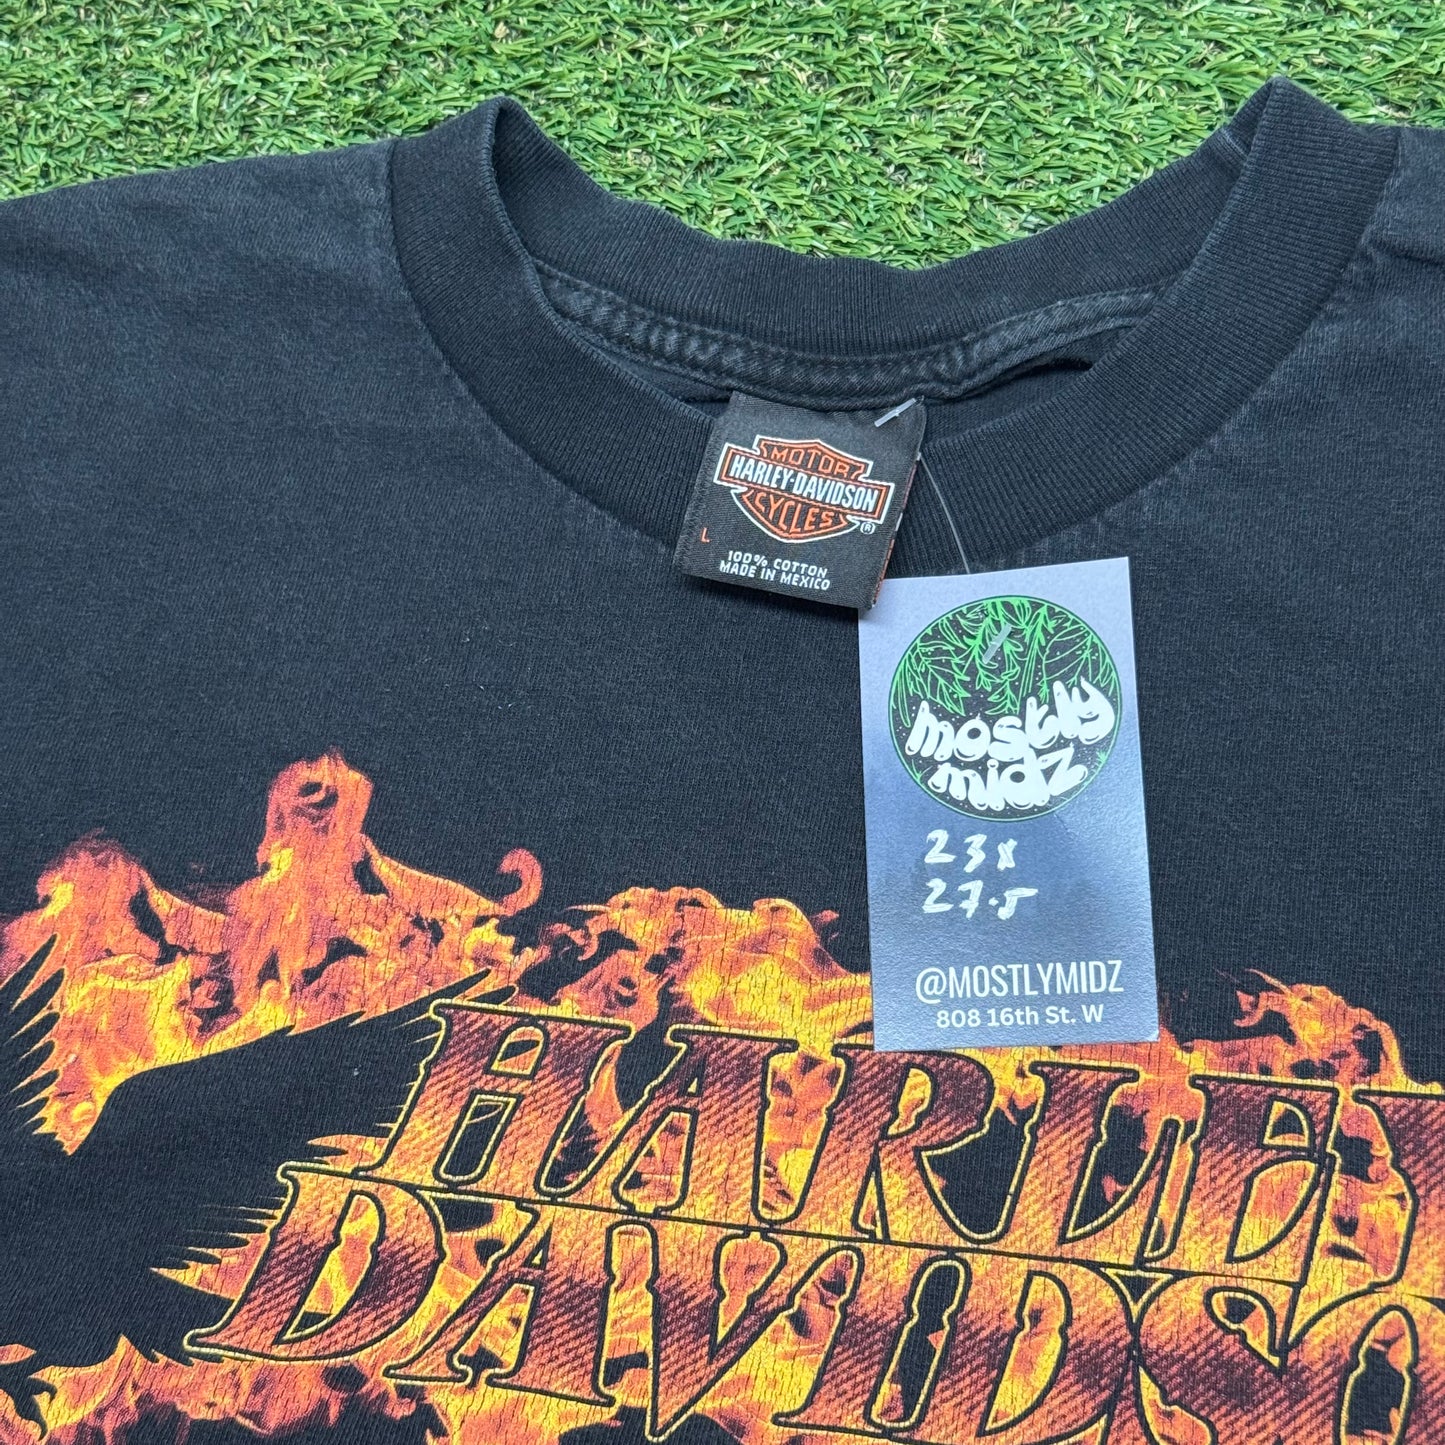 MOTOR
HARLEY-DAVIDSON
CYCLES
®
L
100% COTTON
MADE IN MEXICO
mostly
midz
23x
27.5
@MOSTLYMIDZ
808 16th St. W
HARLEY
DAVIDSO